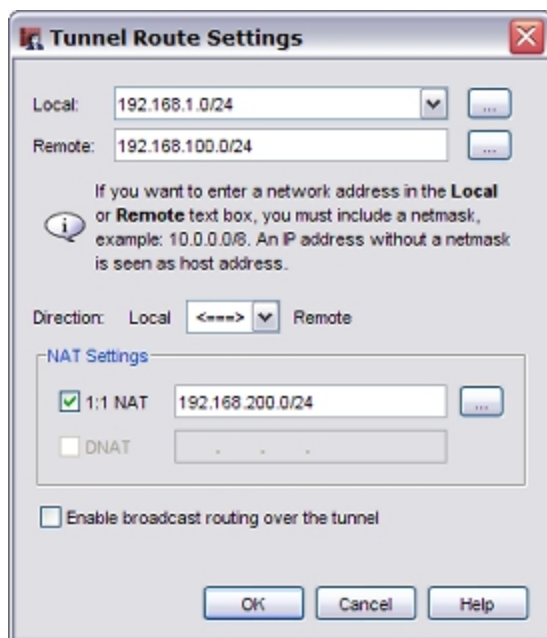 Tunnel Route Settings
Local: 192.168.1.0/24 ...
Remote: 192.168.100.0/24 ...
If you want to enter a network address in the Local
or Remote text box, you must include a netmask,
example: 10.0.0.0/8. An IP address without a netmask
is seen as host address.
Direction: Local <===> Remote
NAT Settings
1:1 NAT 192.168.200.0/24 ...
DNAT . . .
Enable broadcast routing over the tunnel
OK Cancel Help